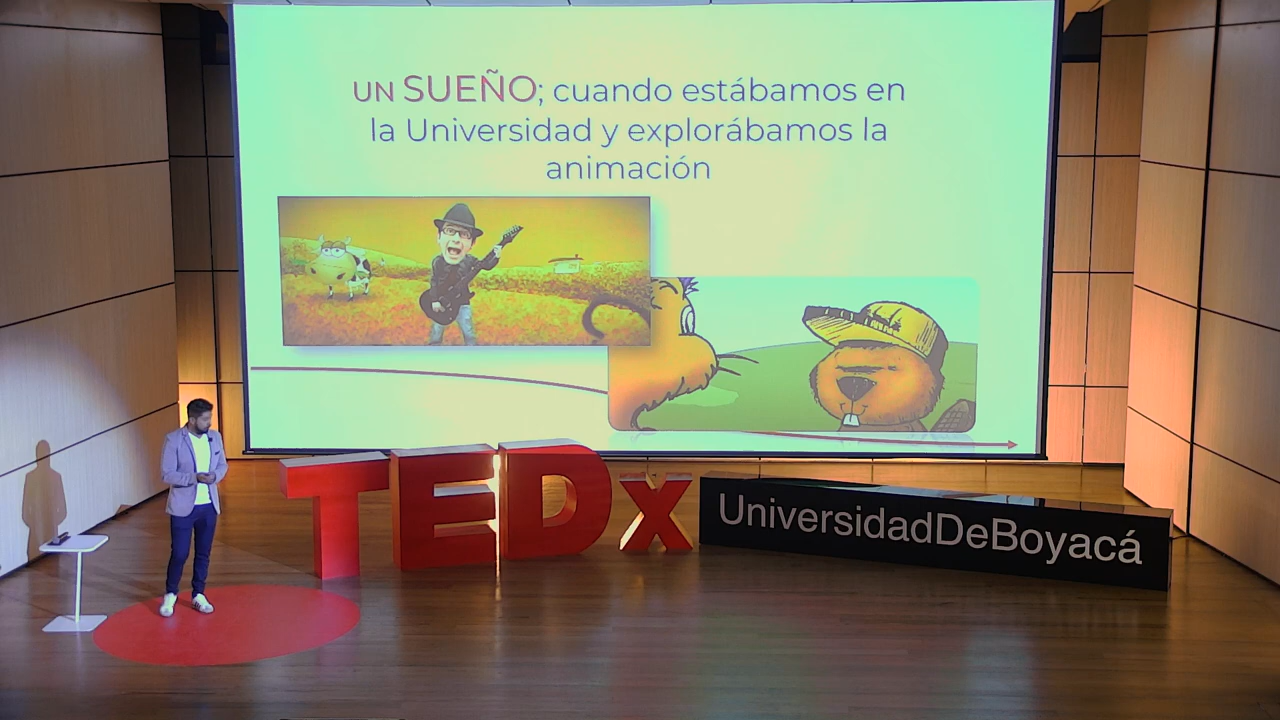 UN SUEÑO; cuando estábamos en
la Universidad y explorábamos la
animación
TEDx
UniversidadDeBoyacá